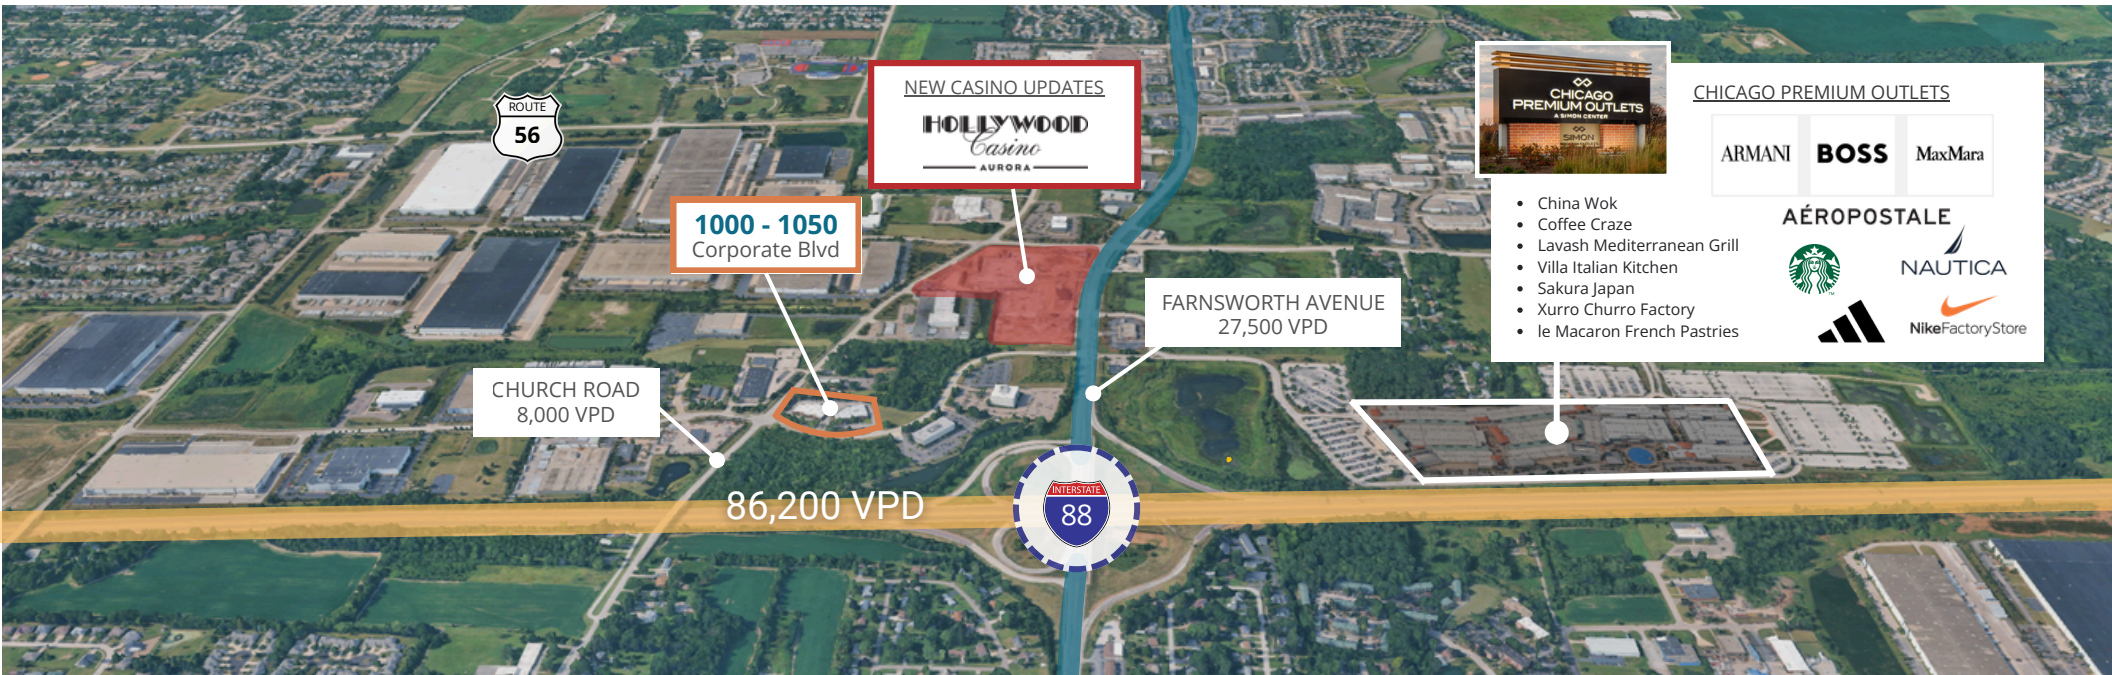 ROUTE
56
NEW CASINO UPDATES
HOLLYWOOD
Casino
AURORA
1000 - 1050
Corporate Blvd
CHURCH ROAD
8,000 VPD
FARNSWORTH AVENUE
27,500 VPD
86,200 VPD
INTERSTATE
88
CHICAGO
PREMIUM OUTLETS
A SIMON CENTER
SIMON
CHICAGO PREMIUM OUTLETS
ARMANI
BOSS
MaxMara
• China Wok
• Coffee Craze
• Lavash Mediterranean Grill
• Villa Italian Kitchen
• Sakura Japan
• Xurro Churro Factory
• le Macaron French Pastries
AÉROPOSTALE
NAUTICA
NikeFactoryStore